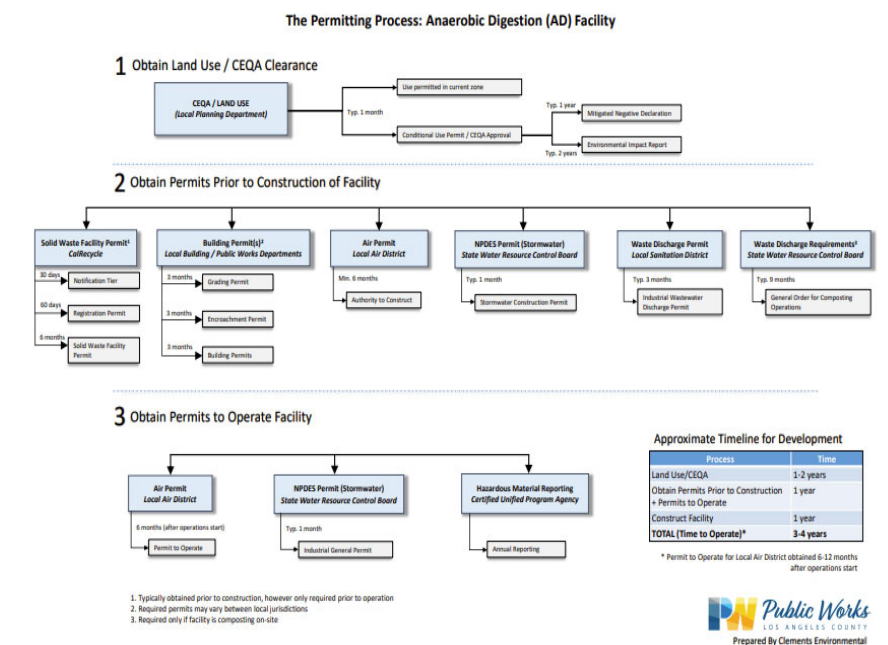 The Permitting Process: Anaerobic Digestion (AD) Facility
1 Obtain Land Use / CEQA Clearance
CEQA / LAND USE
(Local Planning Department)
Typ. 1 month
Use permitted in current zone
Conditional Use Permit / CEQA Approval
Typ. 1 year
Mitigated Negative Declaration
Environmental Impact Report
Typ. 2 years
2 Obtain Permits Prior to Construction of Facility
Solid Waste Facility Permit¹
CalRecycle
30 days
Notification Tier
60 days
Registration Permit
6 months
Solid Waste Facility
Permit
Building Permit(s)²
Local Building / Public Works Departments
3 months
Grading Permit
3 months
Encroachment Permit
3 months
Building Permits
Air Permit
Local Air District
Min. 6 months
Authority to Construct
NPDES Permit (Stormwater)
State Water Resource Control Board
Typ. 1 month
Stormwater Construction Permit
Waste Discharge Permit
Local Sanitation District
Typ. 3 months
Industrial Wastewater
Discharge Permit
Waste Discharge Requirements³
State Water Resource Control Board
Typ. 9 months
General Order for Composting
Operations
3 Obtain Permits to Operate Facility
Air Permit
Local Air District
6 months (after operations start)
Permit to Operate
NPDES Permit (Stormwater)
State Water Resource Control Board
Typ. 1 month
Industrial General Permit
Hazardous Material Reporting
Certified Unified Program Agency
Annual Reporting
Approximate Timeline for Development
Process Time
Land Use/CEQA 1-2 years
Obtain Permits Prior to Construction 1 year
+ Permits to Operate
Construct Facility 1 year
TOTAL (Time to Operate)* 3-4 years
* Permit to Operate for Local Air District obtained 6-12 months
after operations start
1. Typically obtained prior to construction, however only required prior to operation
2. Required permits may vary between local jurisdictions
3. Required only if facility is composting on-site
PW Public Works
LOS ANGELES COUNTY
Prepared By Clements Environmental